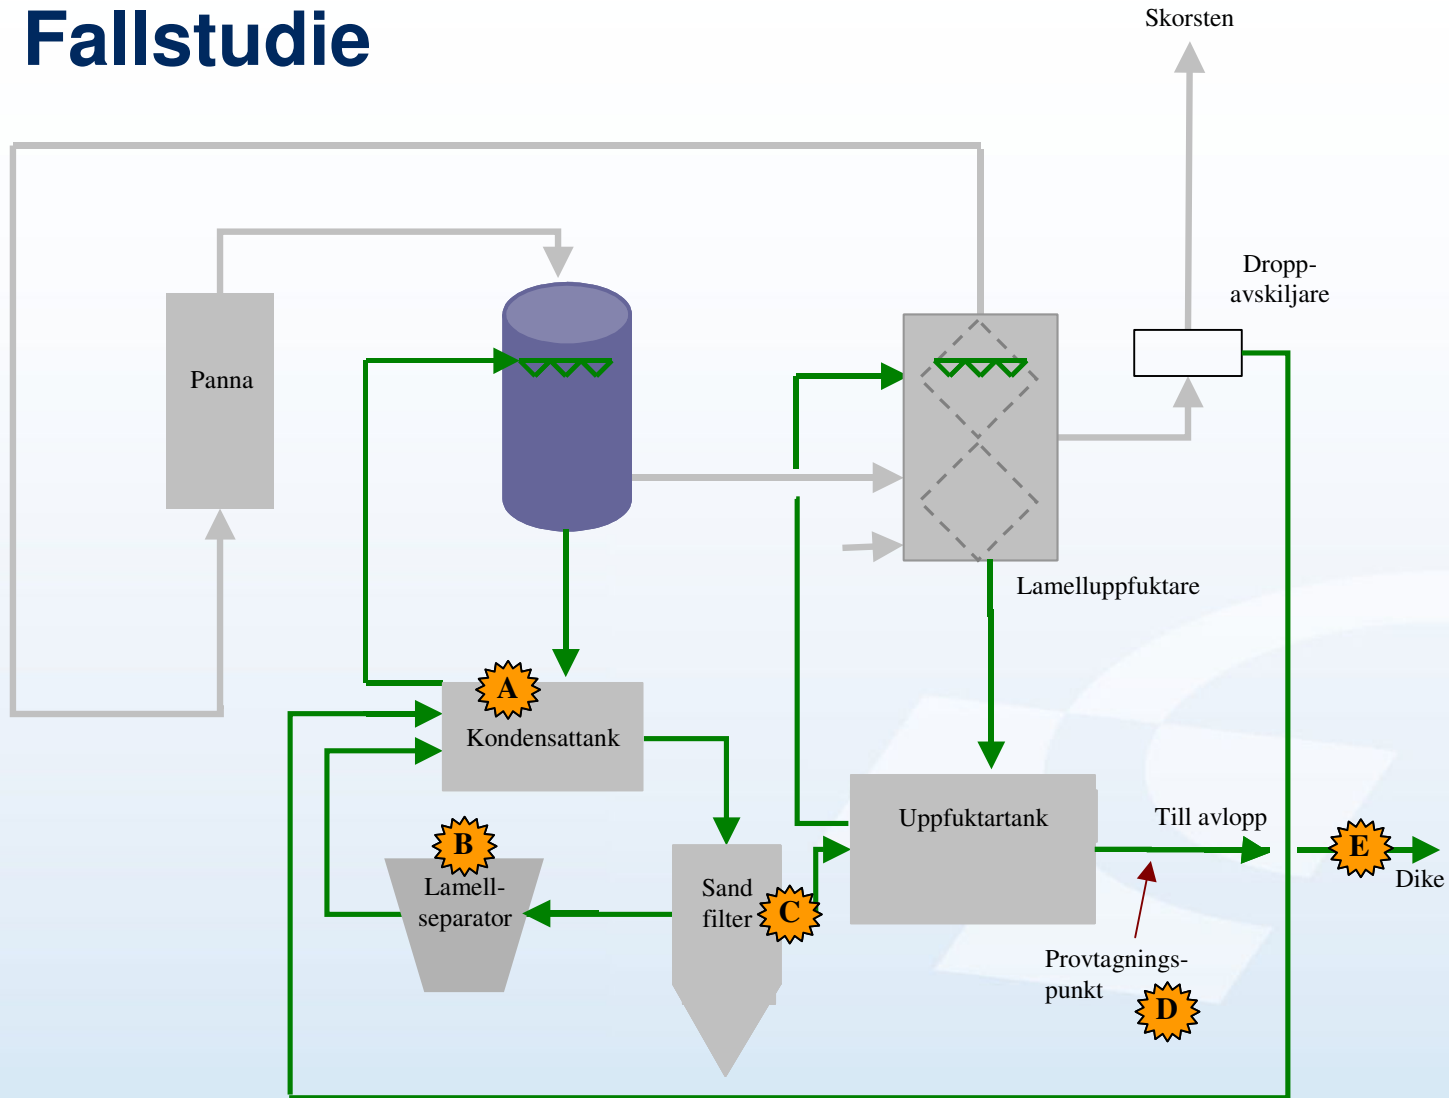 Fallstudie
Skorsten
Dropp-
avskiljare
Panna
Lamelluppfuktare
A
Kondensattank
Uppfuktartank
Till avlopp
B
E
Dike
Lamell-
separator
Sand
filter
C
Provtagnings-
punkt
D